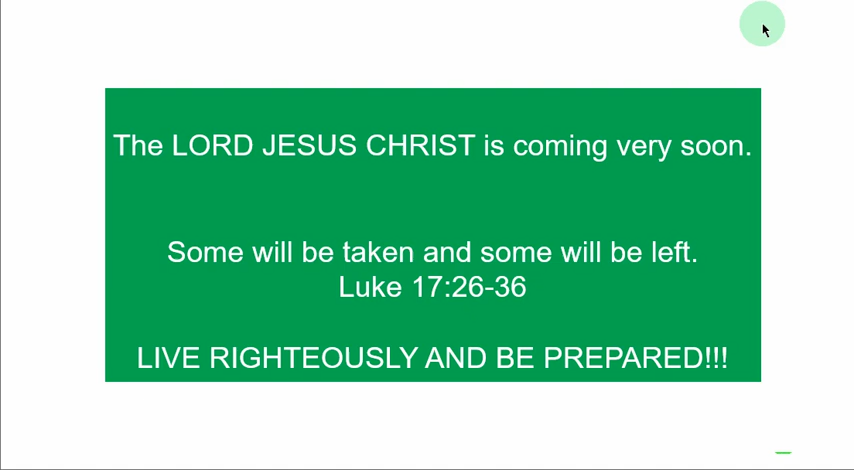 The LORD JESUS CHRIST is coming very soon.
Some will be taken and some will be left.
Luke 17:26-36
LIVE RIGHTEOUSLY AND BE PREPARED!!!